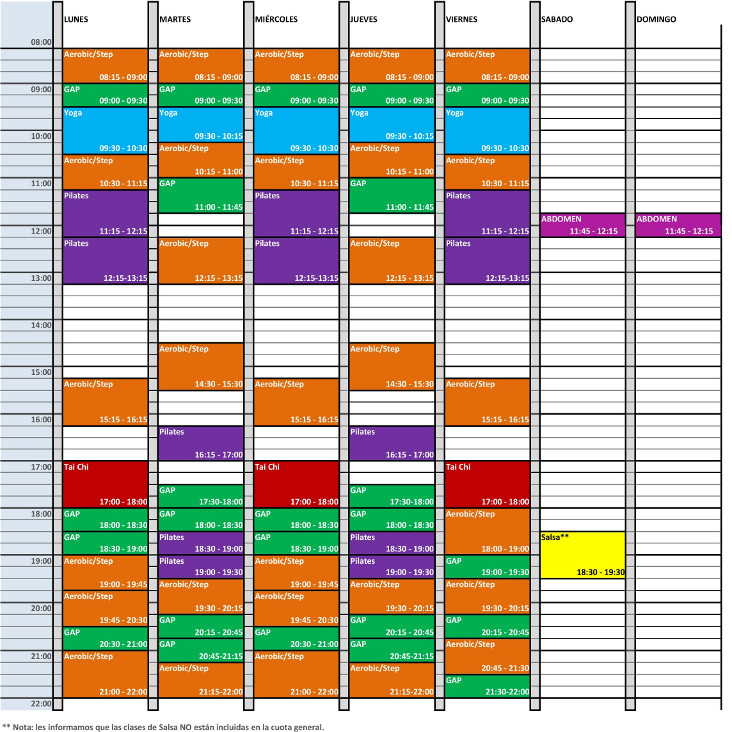 LUNES MARTES MIÉRCOLES JUEVES VIERNES SABADO DOMINGO
08:00
09:00
10:00
11:00
12:00
13:00
14:00
15:00
16:00
17:00
18:00
19:00
20:00
21:00
22:00
Aerobic/Step
08:15 - 09:00
GAP
09:00 - 09:30
Yoga
09:30 - 10:30
Aerobic/Step
10:30 - 11:15
Pilates
11:15 - 12:15
Pilates
12:15-13:15
Aerobic/Step
15:15 - 16:15
Tai Chi
17:00 - 18:00
GAP
18:00 - 18:30
GAP
18:30 - 19:00
Aerobic/Step
19:00 - 19:45
Aerobic/Step
19:45 - 20:30
GAP
20:30 - 21:00
Aerobic/Step
21:00 - 22:00
Aerobic/Step
08:15 - 09:00
GAP
09:00 - 09:30
Yoga
09:30 - 10:15
Aerobic/Step
10:15 - 11:00
GAP
11:00 - 11:45
Aerobic/Step
12:15 - 13:15
Aerobic/Step
14:30 - 15:30
Pilates
16:15 - 17:00
GAP
17:30-18:00
GAP
18:00 - 18:30
Pilates
18:30 - 19:00
Pilates
19:00 - 19:30
Aerobic/Step
19:30 - 20:15
GAP
20:15 - 20:45
GAP
20:45-21:15
Aerobic/Step
21:15-22:00
Aerobic/Step
08:15 - 09:00
GAP
09:00 - 09:30
Yoga
09:30 - 10:30
Aerobic/Step
10:30 - 11:15
Pilates
11:15 - 12:15
Pilates
12:15-13:15
Aerobic/Step
15:15 - 16:15
Tai Chi
17:00 - 18:00
GAP
18:00 - 18:30
GAP
18:30 - 19:00
Aerobic/Step
19:00 - 19:45
Aerobic/Step
19:45 - 20:30
GAP
20:30 - 21:00
Aerobic/Step
21:00 - 22:00
Aerobic/Step
08:15 - 09:00
GAP
09:00 - 09:30
Yoga
09:30 - 10:15
Aerobic/Step
10:15 - 11:00
GAP
11:00 - 11:45
Aerobic/Step
12:15 - 13:15
Aerobic/Step
14:30 - 15:30
Pilates
16:15 - 17:00
GAP
17:30-18:00
GAP
18:00 - 18:30
Pilates
18:30 - 19:00
Pilates
19:00 - 19:30
Aerobic/Step
19:30 - 20:15
GAP
20:15 - 20:45
GAP
20:45-21:15
Aerobic/Step
21:15-22:00
Aerobic/Step
08:15 - 09:00
GAP
09:00 - 09:30
Yoga
09:30 - 10:30
Aerobic/Step
10:30 - 11:15
Pilates
11:15 - 12:15
Pilates
12:15-13:15
Aerobic/Step
15:15 - 16:15
Tai Chi
17:00 - 18:00
Aerobic/Step
18:00 - 19:00
GAP
19:00 - 19:30
Aerobic/Step
19:30 - 20:15
GAP
20:15 - 20:45
Aerobic/Step
20:45 - 21:30
GAP
21:30-22:00
ABDOMEN
11:45 - 12:15
Salsa**
18:30 - 19:30
ABDOMEN
11:45 - 12:15
** Nota: les informamos que las clases de Salsa NO están incluidas en la cuota general.